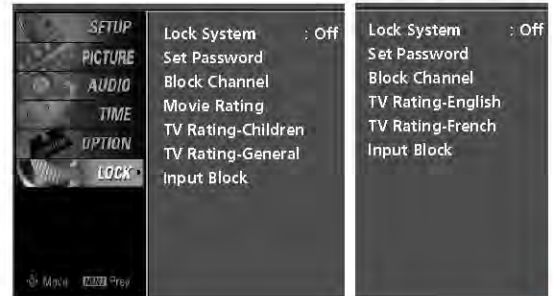 SETUP
PICTURE
AUDIO
TIME
OPTION
LOCK
Move MENU Prev
Lock System : Off
Set Password
Block Channel
Movie Rating
TV Rating-Children
TV Rating-General
Input Block
Lock System : Off
Set Password
Block Channel
TV Rating-English
TV Rating-French
Input Block